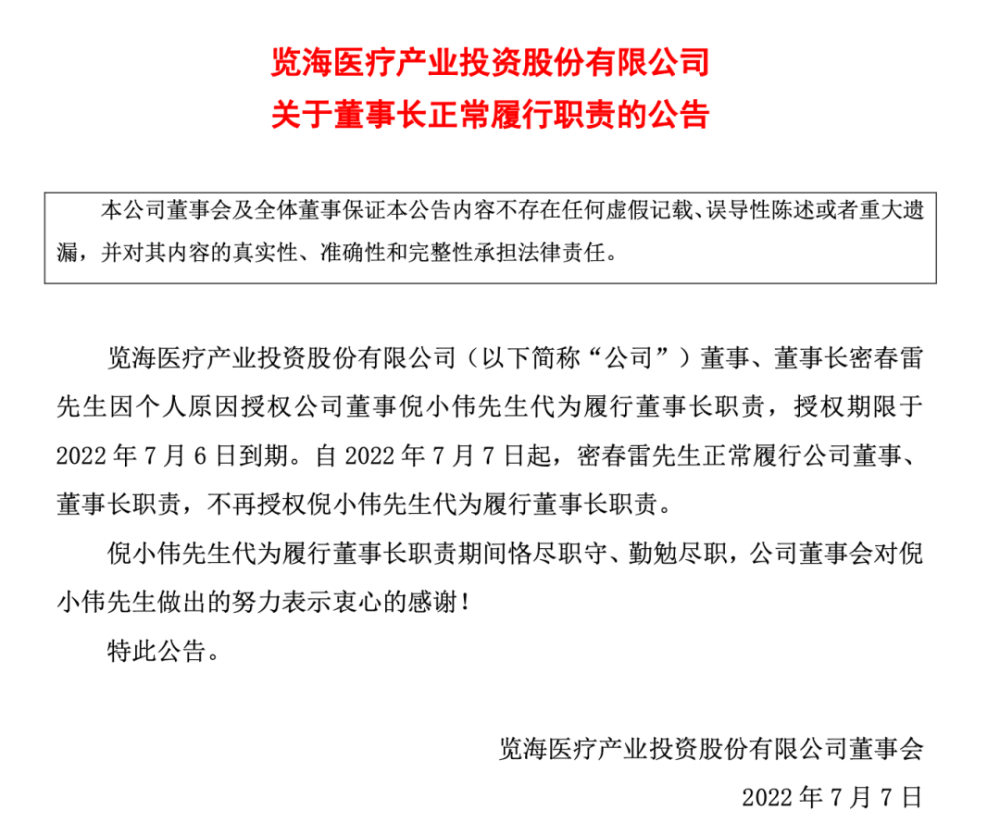 览海医疗产业投资股份有限公司
关于董事长正常履行职责的公告
本公司董事会及全体董事保证本公告内容不存在任何虚假记载、误导性陈述或者重大遗
漏，并对其内容的真实性、准确性和完整性承担法律责任。
览海医疗产业投资股份有限公司（以下简称“公司”）董事、董事长密春雷
先生因个人原因授权公司董事倪小伟先生代为履行董事长职责，授权期限于
2022 年 7 月 6 日到期。自 2022 年 7 月 7 日起，密春雷先生正常履行公司董事、
董事长职责，不再授权倪小伟先生代为履行董事长职责。
倪小伟先生代为履行董事长职责期间恪尽职守、勤勉尽职，公司董事会对倪
小伟先生做出的努力表示衷心的感谢！
特此公告。
览海医疗产业投资股份有限公司董事会
2022 年 7 月 7 日